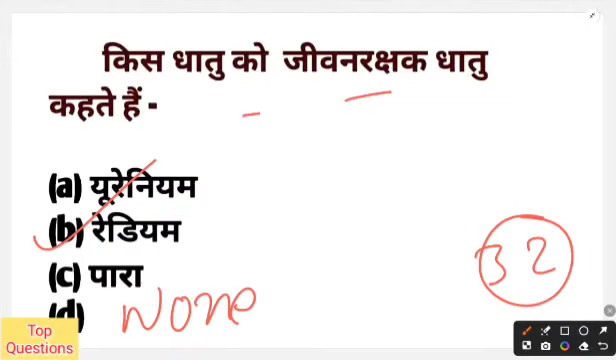 किस धातु को जीवनरक्षक धातु
कहते हैं -
(a) यूरेनियम
(b) रेडियम
(c) पारा
(d) None
32
Top
Questions